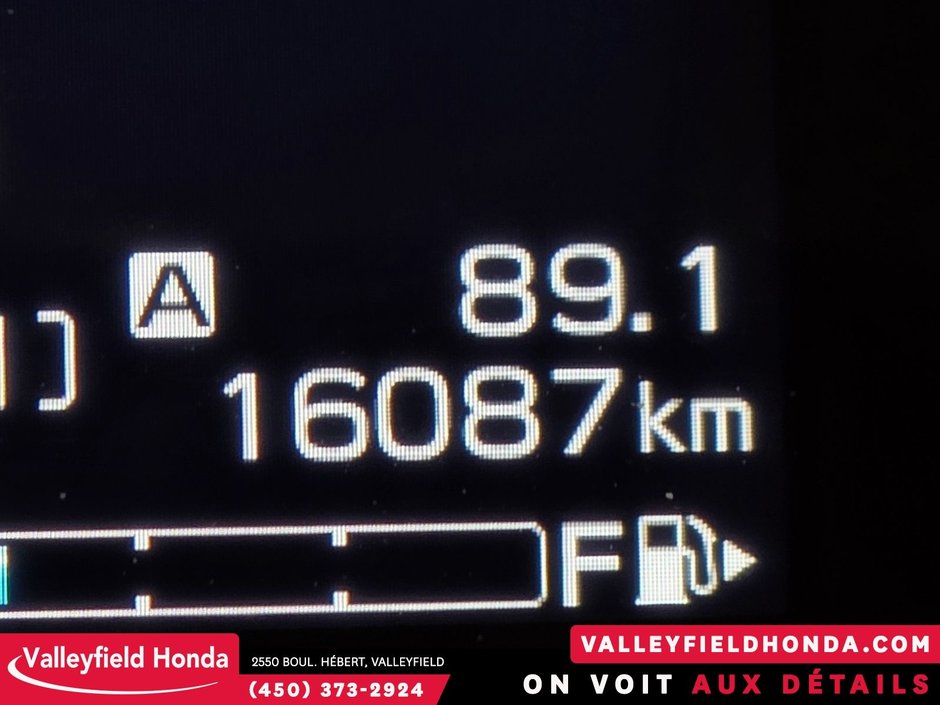 A 89.1
16087km
F
Valleyfield Honda
2550 BOUL. HÉBERT, VALLEYFIELD
(450) 373-2924
VALLEYFIELDHONDA.COM
ON VOIT AUX DÉTAILS